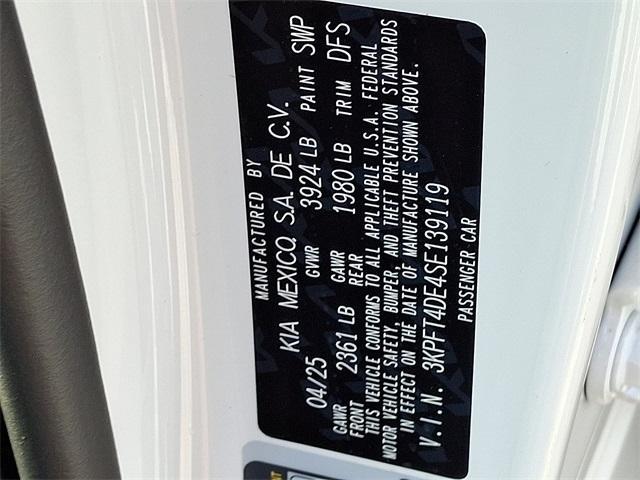 MANUFACTURED BY
KIA MEXICO, S.A. DE C.V.
04/25 GVWR 3924 LB PAINT SWP
GAWR FRONT 2361 LB GAWR REAR 1980 LB TRIM DFS
THIS VEHICLE CONFORMS TO ALL APPLICABLE U.S.A. FEDERAL
MOTOR VEHICLE SAFETY, BUMPER, AND THEFT PREVENTION STANDARDS
IN EFFECT ON THE DATE OF MANUFACTURE SHOWN ABOVE.
V.I.N. 3KPFT4DE4SE139119
PASSENGER CAR